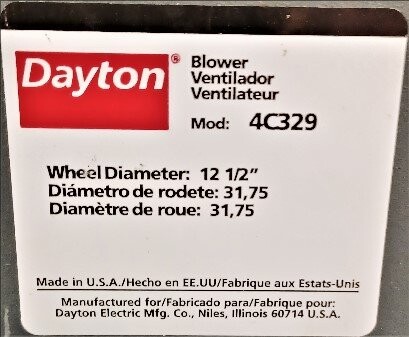 Dayton®
Blower
Ventilador
Ventilateur
Mod: 4C329
Wheel Diameter: 12 1/2"
Diámetro de rodete: 31,75
Diamètre de roue: 31,75
Made in U.S.A./Hecho en EE.UU/Fabrique aux Estats-Unis
Manufactured for/Fabricado para/Fabrique pour:
Dayton Electric Mfg. Co., Niles, Illinois 60714 U.S.A.